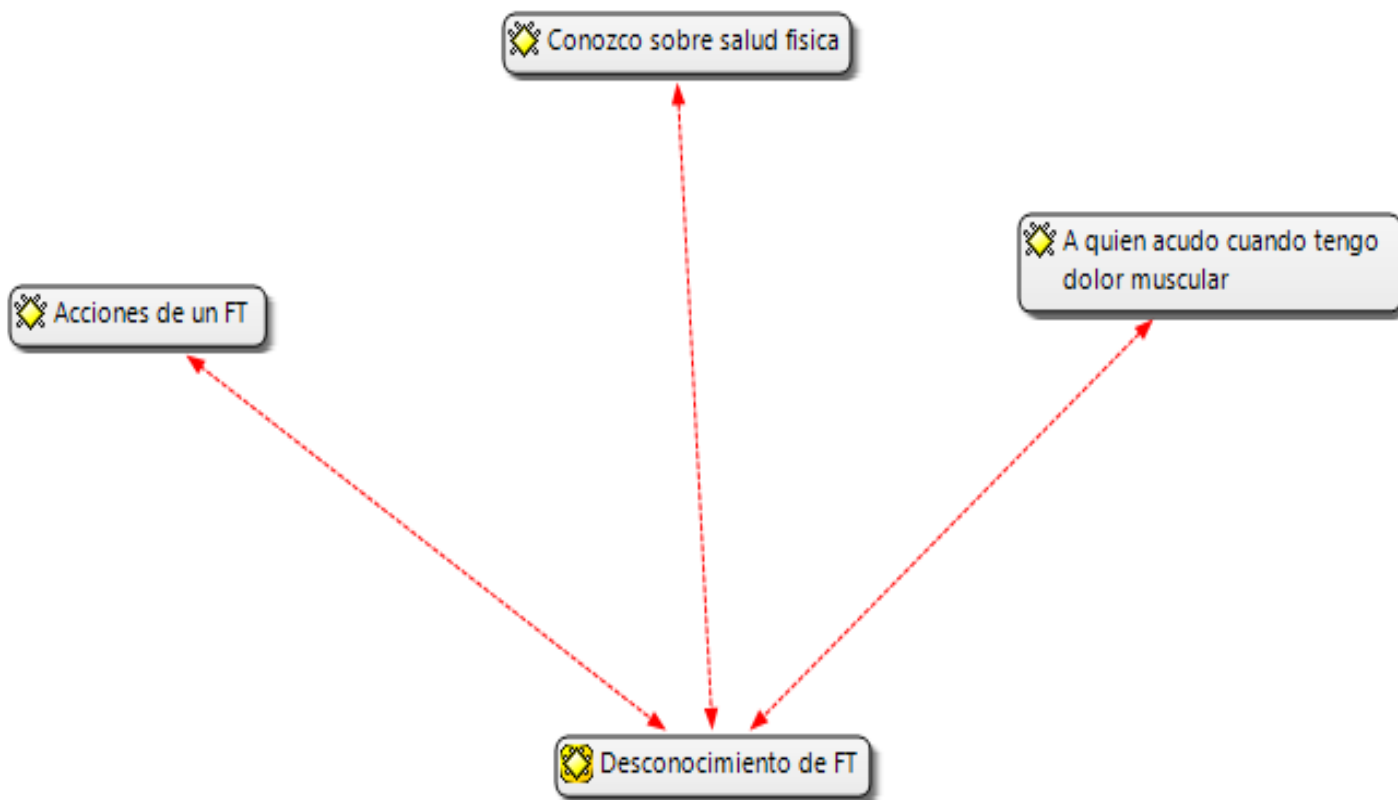 Conozco sobre salud fisica
A quien acudo cuando tengo
dolor muscular
Acciones de un FT
Desconocimiento de FT